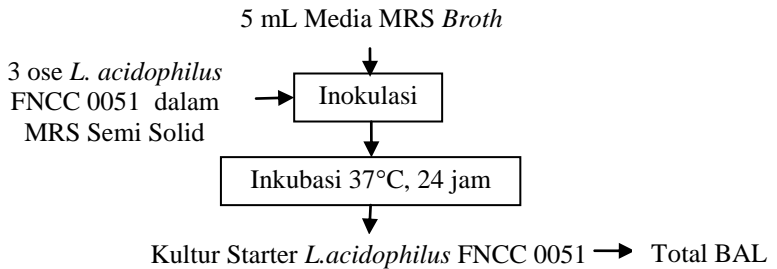 5 mL Media MRS Broth
3 ose L. acidophilus
FNCC 0051 dalam
MRS Semi Solid
Inokulasi
Inkubasi 37°C, 24 jam
Kultur Starter L.acidophilus FNCC 0051
Total BAL